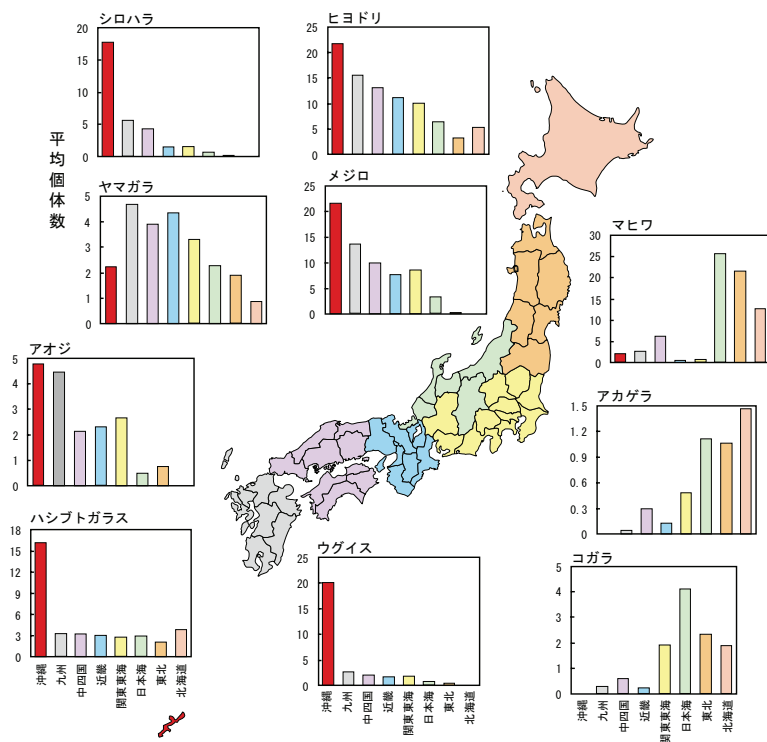 シロハラ
20
15
10
5
0
ヒヨドリ
25
20
15
10
5
0
平均個体数
ヤマガラ
5
4
3
2
1
0
メジロ
25
20
15
10
5
0
マヒワ
30
25
20
15
10
5
0
アオジ
5
4
3
2
1
0
アカゲラ
1.5
1.2
0.9
0.6
0.3
0
ハシブトガラス
18
15
12
9
6
3
0
沖縄
九州
中四国
近畿
関東東海
日本海
東北
北海道
ウグイス
25
20
15
10
5
0
沖縄
九州
中四国
近畿
関東東海
日本海
東北
北海道
コガラ
5
4
3
2
1
0
沖縄
九州
中四国
近畿
関東東海
日本海
東北
北海道